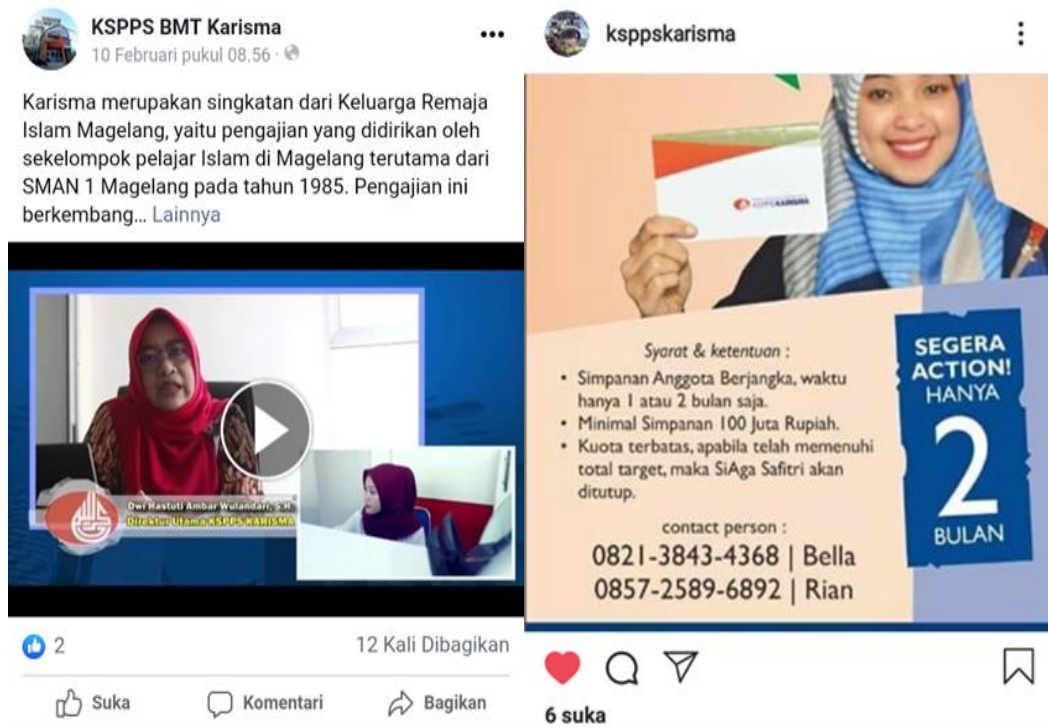 KSPPS BMT Karisma
10 Februari pukul 08.56 ·
Karisma merupakan singkatan dari Keluarga Remaja
Islam Magelang, yaitu pengajian yang didirikan oleh
sekelompok pelajar Islam di Magelang terutama dari
SMAN 1 Magelang pada tahun 1985. Pengajian ini
berkembang... Lainnya
Dwi Hastuti Ambar Wulandari, S.H.
Direktur Utama KSPPS KARISMA
2
12 Kali Dibagikan
Suka
Komentari
Bagikan
ksppskarisma
KSPPS KARISMA
Syarat & ketentuan :
• Simpanan Anggota Berjangka, waktu
hanya 1 atau 2 bulan saja.
• Minimal Simpanan 100 Juta Rupiah.
• Kuota terbatas, apabila telah memenuhi
total target, maka SiAga Safitri akan
ditutup.
contact person :
0821-3843-4368 | Bella
0857-2589-6892 | Rian
SEGERA
ACTION!
HANYA
2
BULAN
6 suka